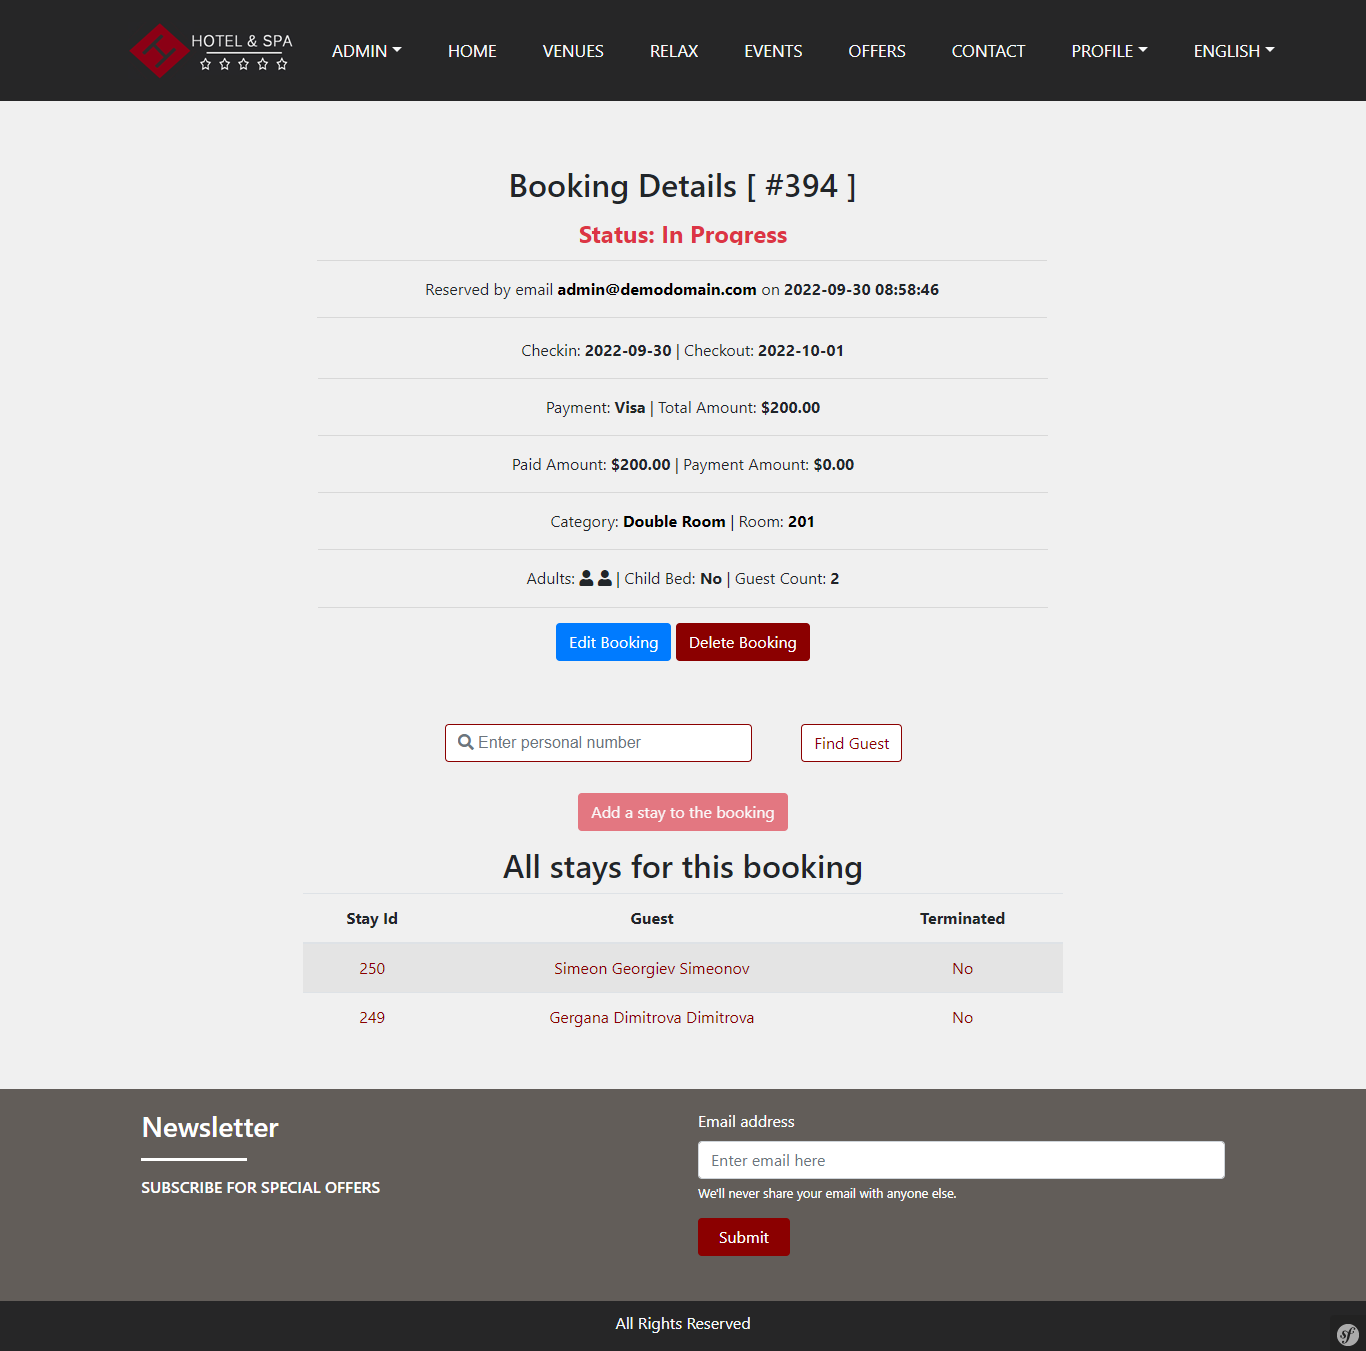 HOTEL & SPA
ADMIN HOME VENUES RELAX EVENTS OFFERS CONTACT PROFILE ENGLISH
Booking Details [ #394 ]
Status: In Progress
Reserved by email admin@demodomain.com on 2022-09-30 08:58:46
Checkin: 2022-09-30 | Checkout: 2022-10-01
Payment: Visa | Total Amount: $200.00
Paid Amount: $200.00 | Payment Amount: $0.00
Category: Double Room | Room: 201
Adults: | Child Bed: No | Guest Count: 2
Edit Booking Delete Booking
Enter personal number Find Guest
Add a stay to the booking
All stays for this booking
Stay Id Guest Terminated
250 Simeon Georgiev Simeonov No
249 Gergana Dimitrova Dimitrova No
Newsletter
SUBSCRIBE FOR SPECIAL OFFERS
Email address
Enter email here
We'll never share your email with anyone else.
Submit
All Rights Reserved
sf